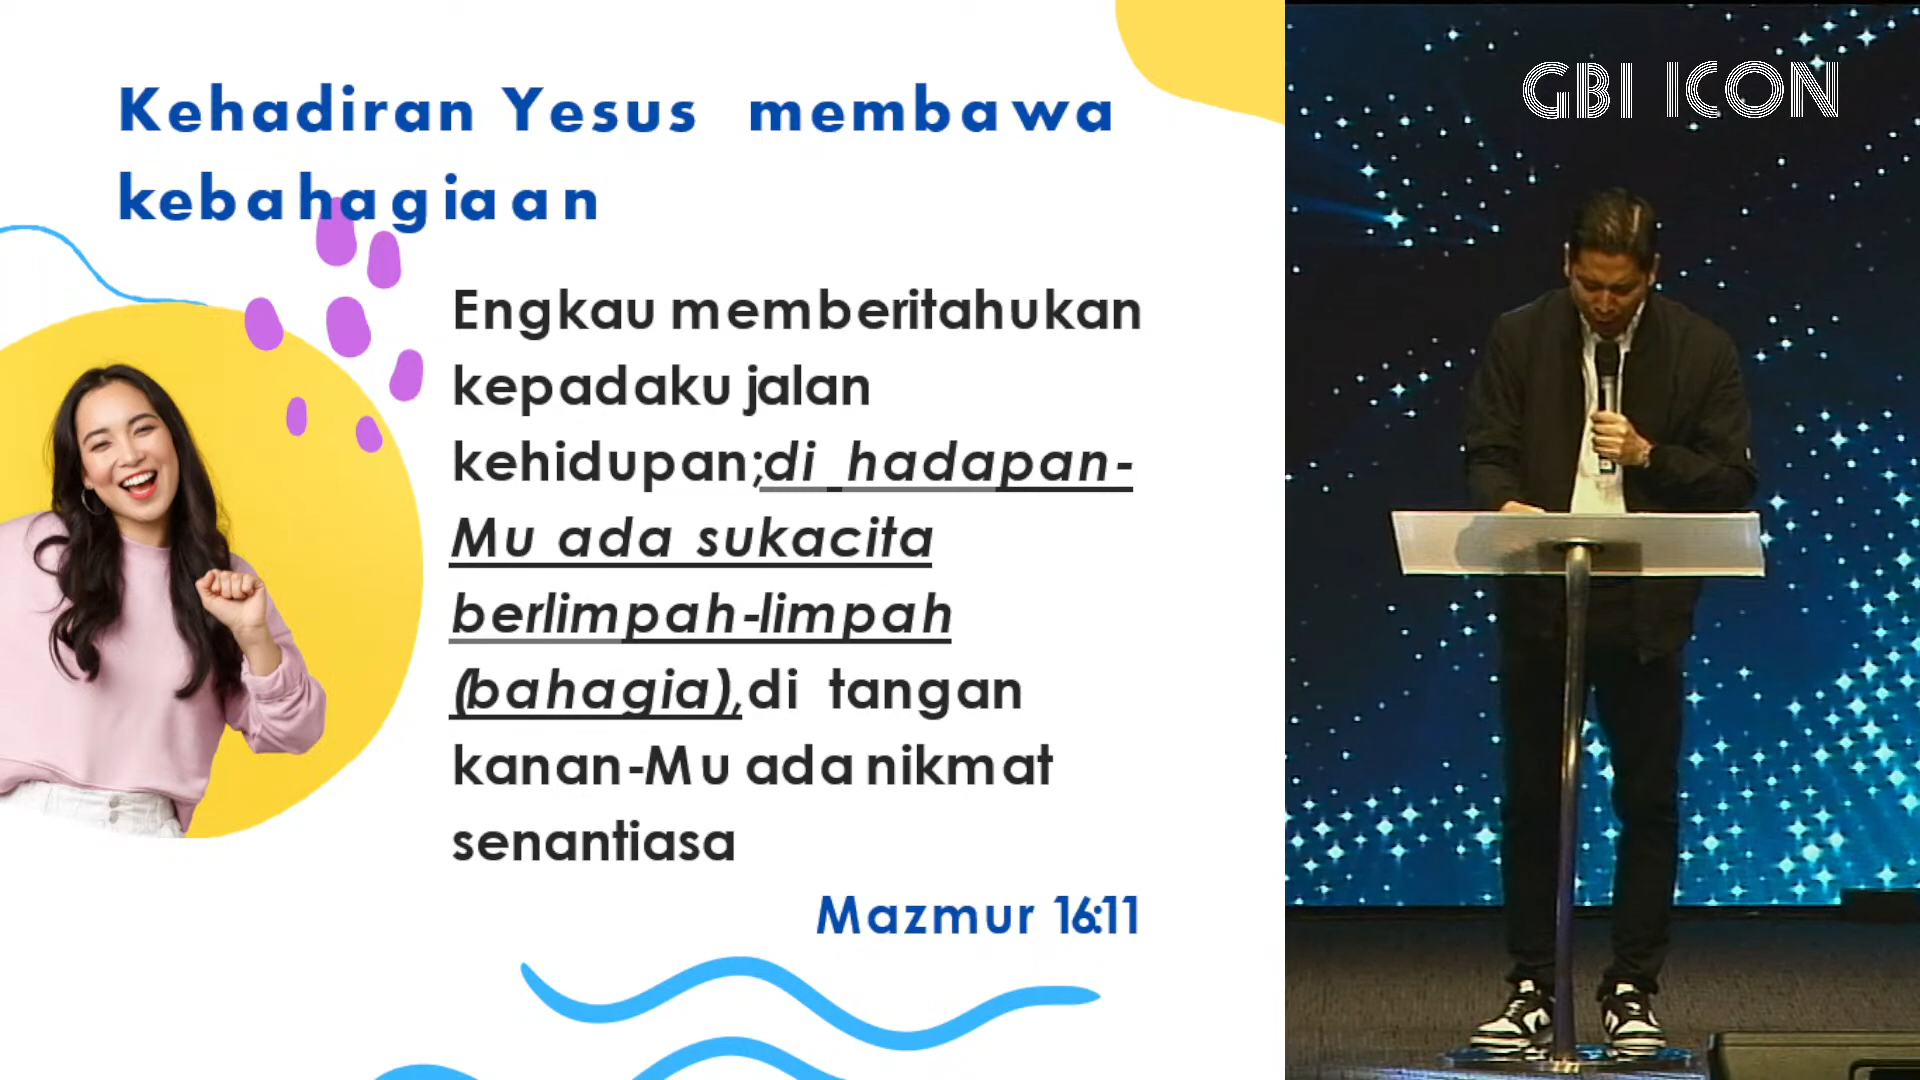 Kehadiran Yesus membawa
kebahagiaan
Engkau memberitahukan
kepadaku jalan
kehidupan;di hadapan-
Mu ada sukacita
berlimpah-limpah
(bahagia),di tangan
kanan-Mu ada nikmat
senantiasa
Mazmur 16:11
GBI ICON